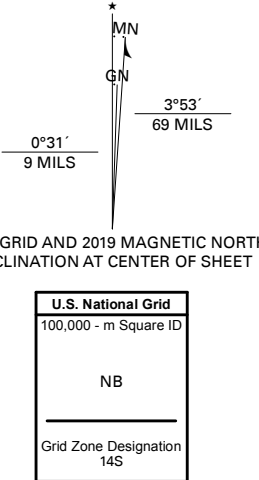 ★
MN
GN
3°53´
69 MILS
0°31´
9 MILS
GRID AND 2019 MAGNETIC NORTH
CLINATION AT CENTER OF SHEET
U.S. National Grid
100,000 - m Square ID
NB
Grid Zone Designation
14S